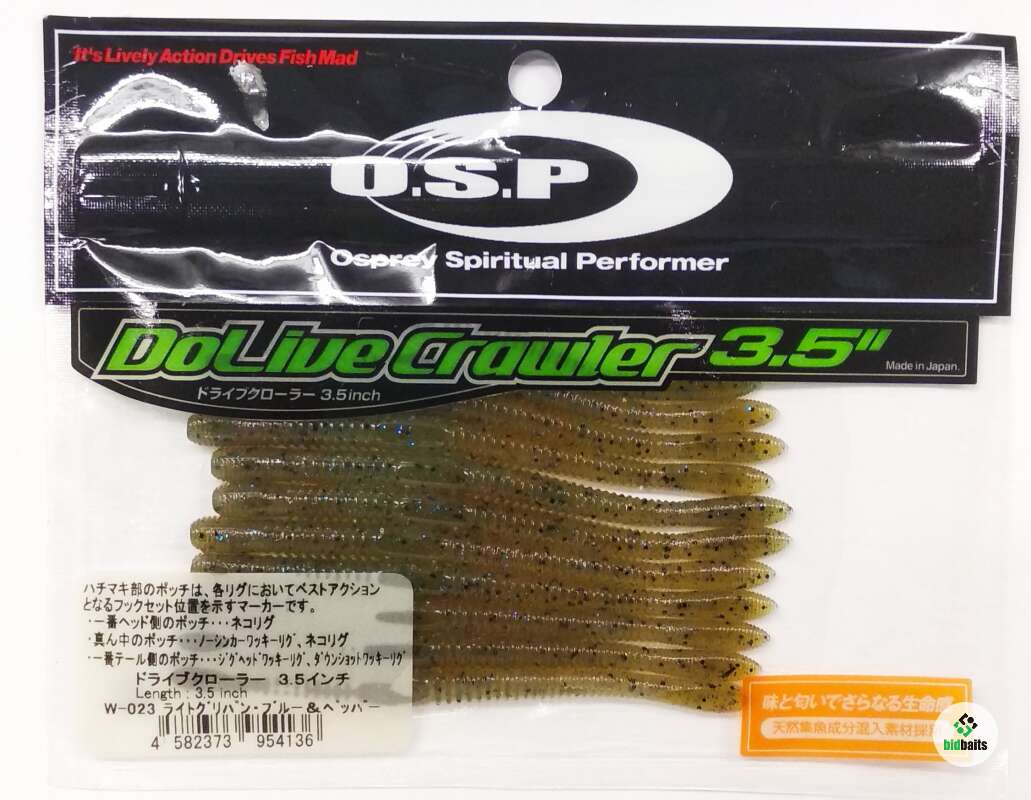 It's Lively Action Drives Fish Mad
O.S.P
Osprey Spiritual Performer
DoLive Crawler 3.5"
Made in Japan.
ドライブクローラー 3.5inch
ハチマキ部のポッチは、各リグにおいてベストアクション
となるフックセット位置を示すマーカーです。
・一番ヘッド側のポッチ･･･ネコリグ
・真ん中のポッチ･･･ノーシンカーワッキーリグ、ネコリグ
・一番テール側のポッチ･･･ジグヘッドワッキーリグ、ダウンショットワッキーリグ
ドライブクローラー 3.5インチ
Length : 3.5 inch
W-023 ライトグリパン・ブルー＆ペッパー
4 582373 954136
味と匂いでさらなる生命感
天然集魚成分混入素材採用
bidbaits